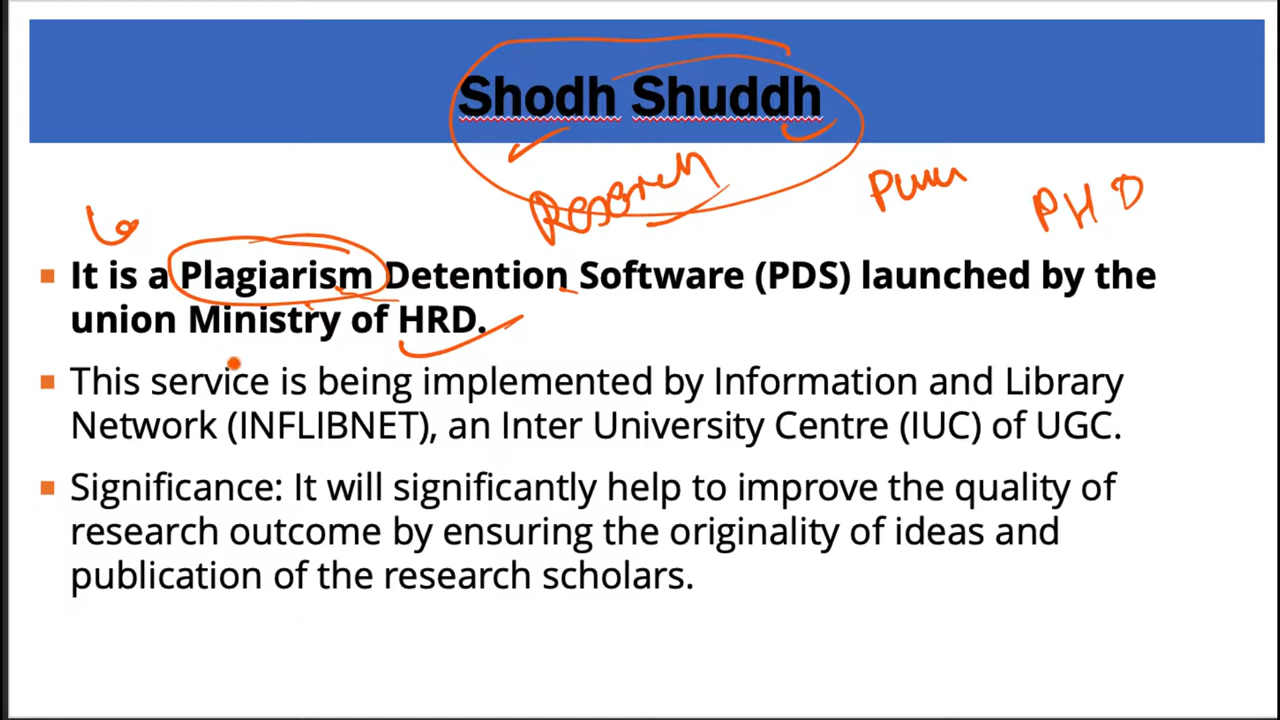 Shodh Shuddh
Research
PHD
It is a Plagiarism Detention Software (PDS) launched by the
union Ministry of HRD.
This service is being implemented by Information and Library
Network (INFLIBNET), an Inter University Centre (IUC) of UGC.
Significance: It will significantly help to improve the quality of
research outcome by ensuring the originality of ideas and
publication of the research scholars.